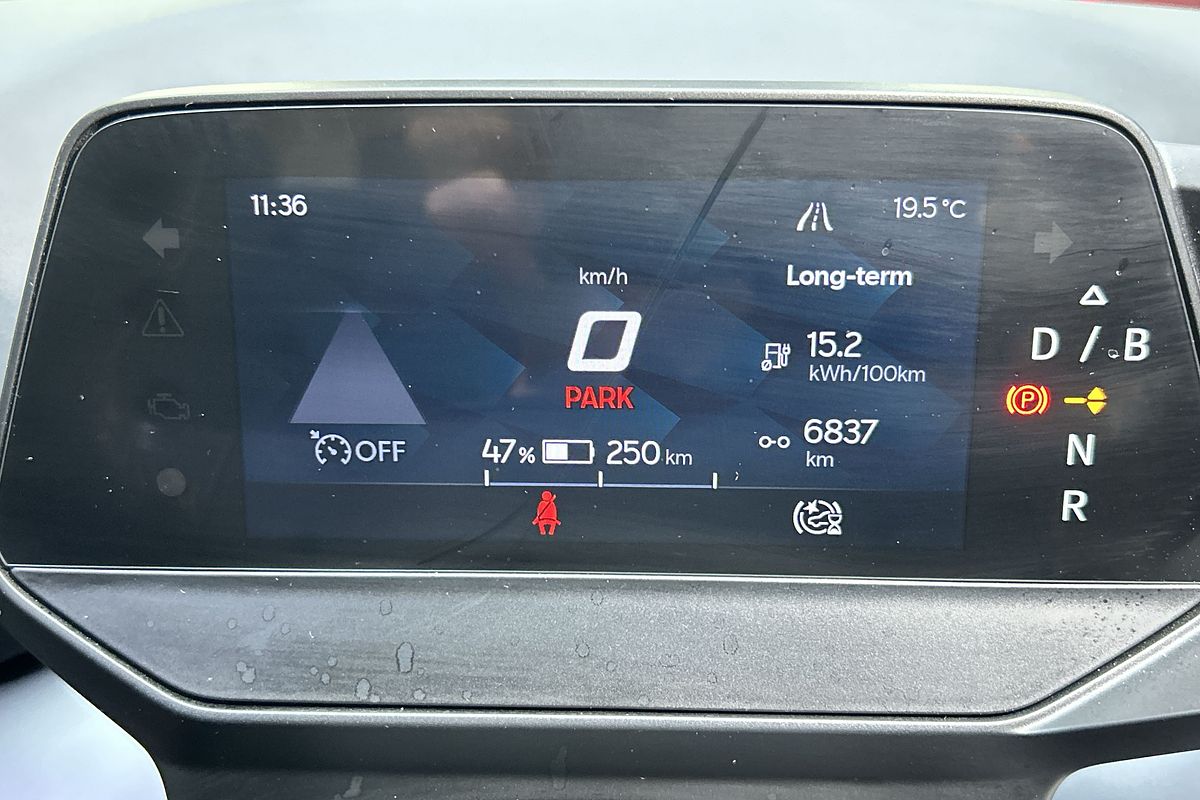 11:36
19.5 °C
km/h
Long-term
0
15.2
kWh/100km
D / B
PARK
P
6837
km
OFF
47% 250 km
N
R